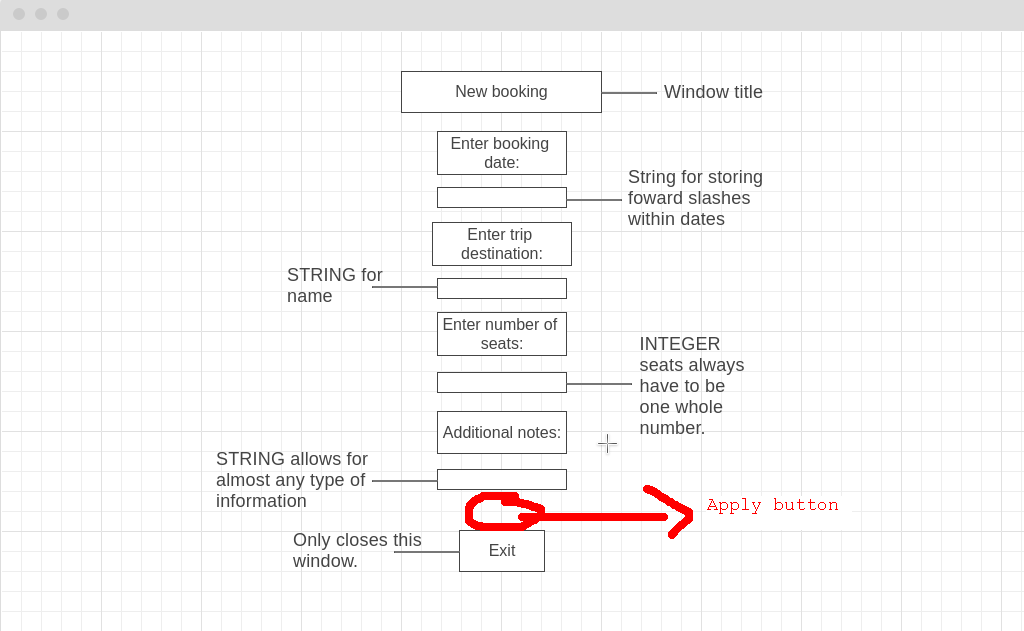 New booking
Window title
Enter booking
date:
String for storing
foward slashes
within dates
Enter trip
destination:
STRING for
name
Enter number of
seats:
INTEGER
seats always
have to be
one whole
number.
Additional notes:
STRING allows for
almost any type of
information
Apply button
Only closes this
window.
Exit